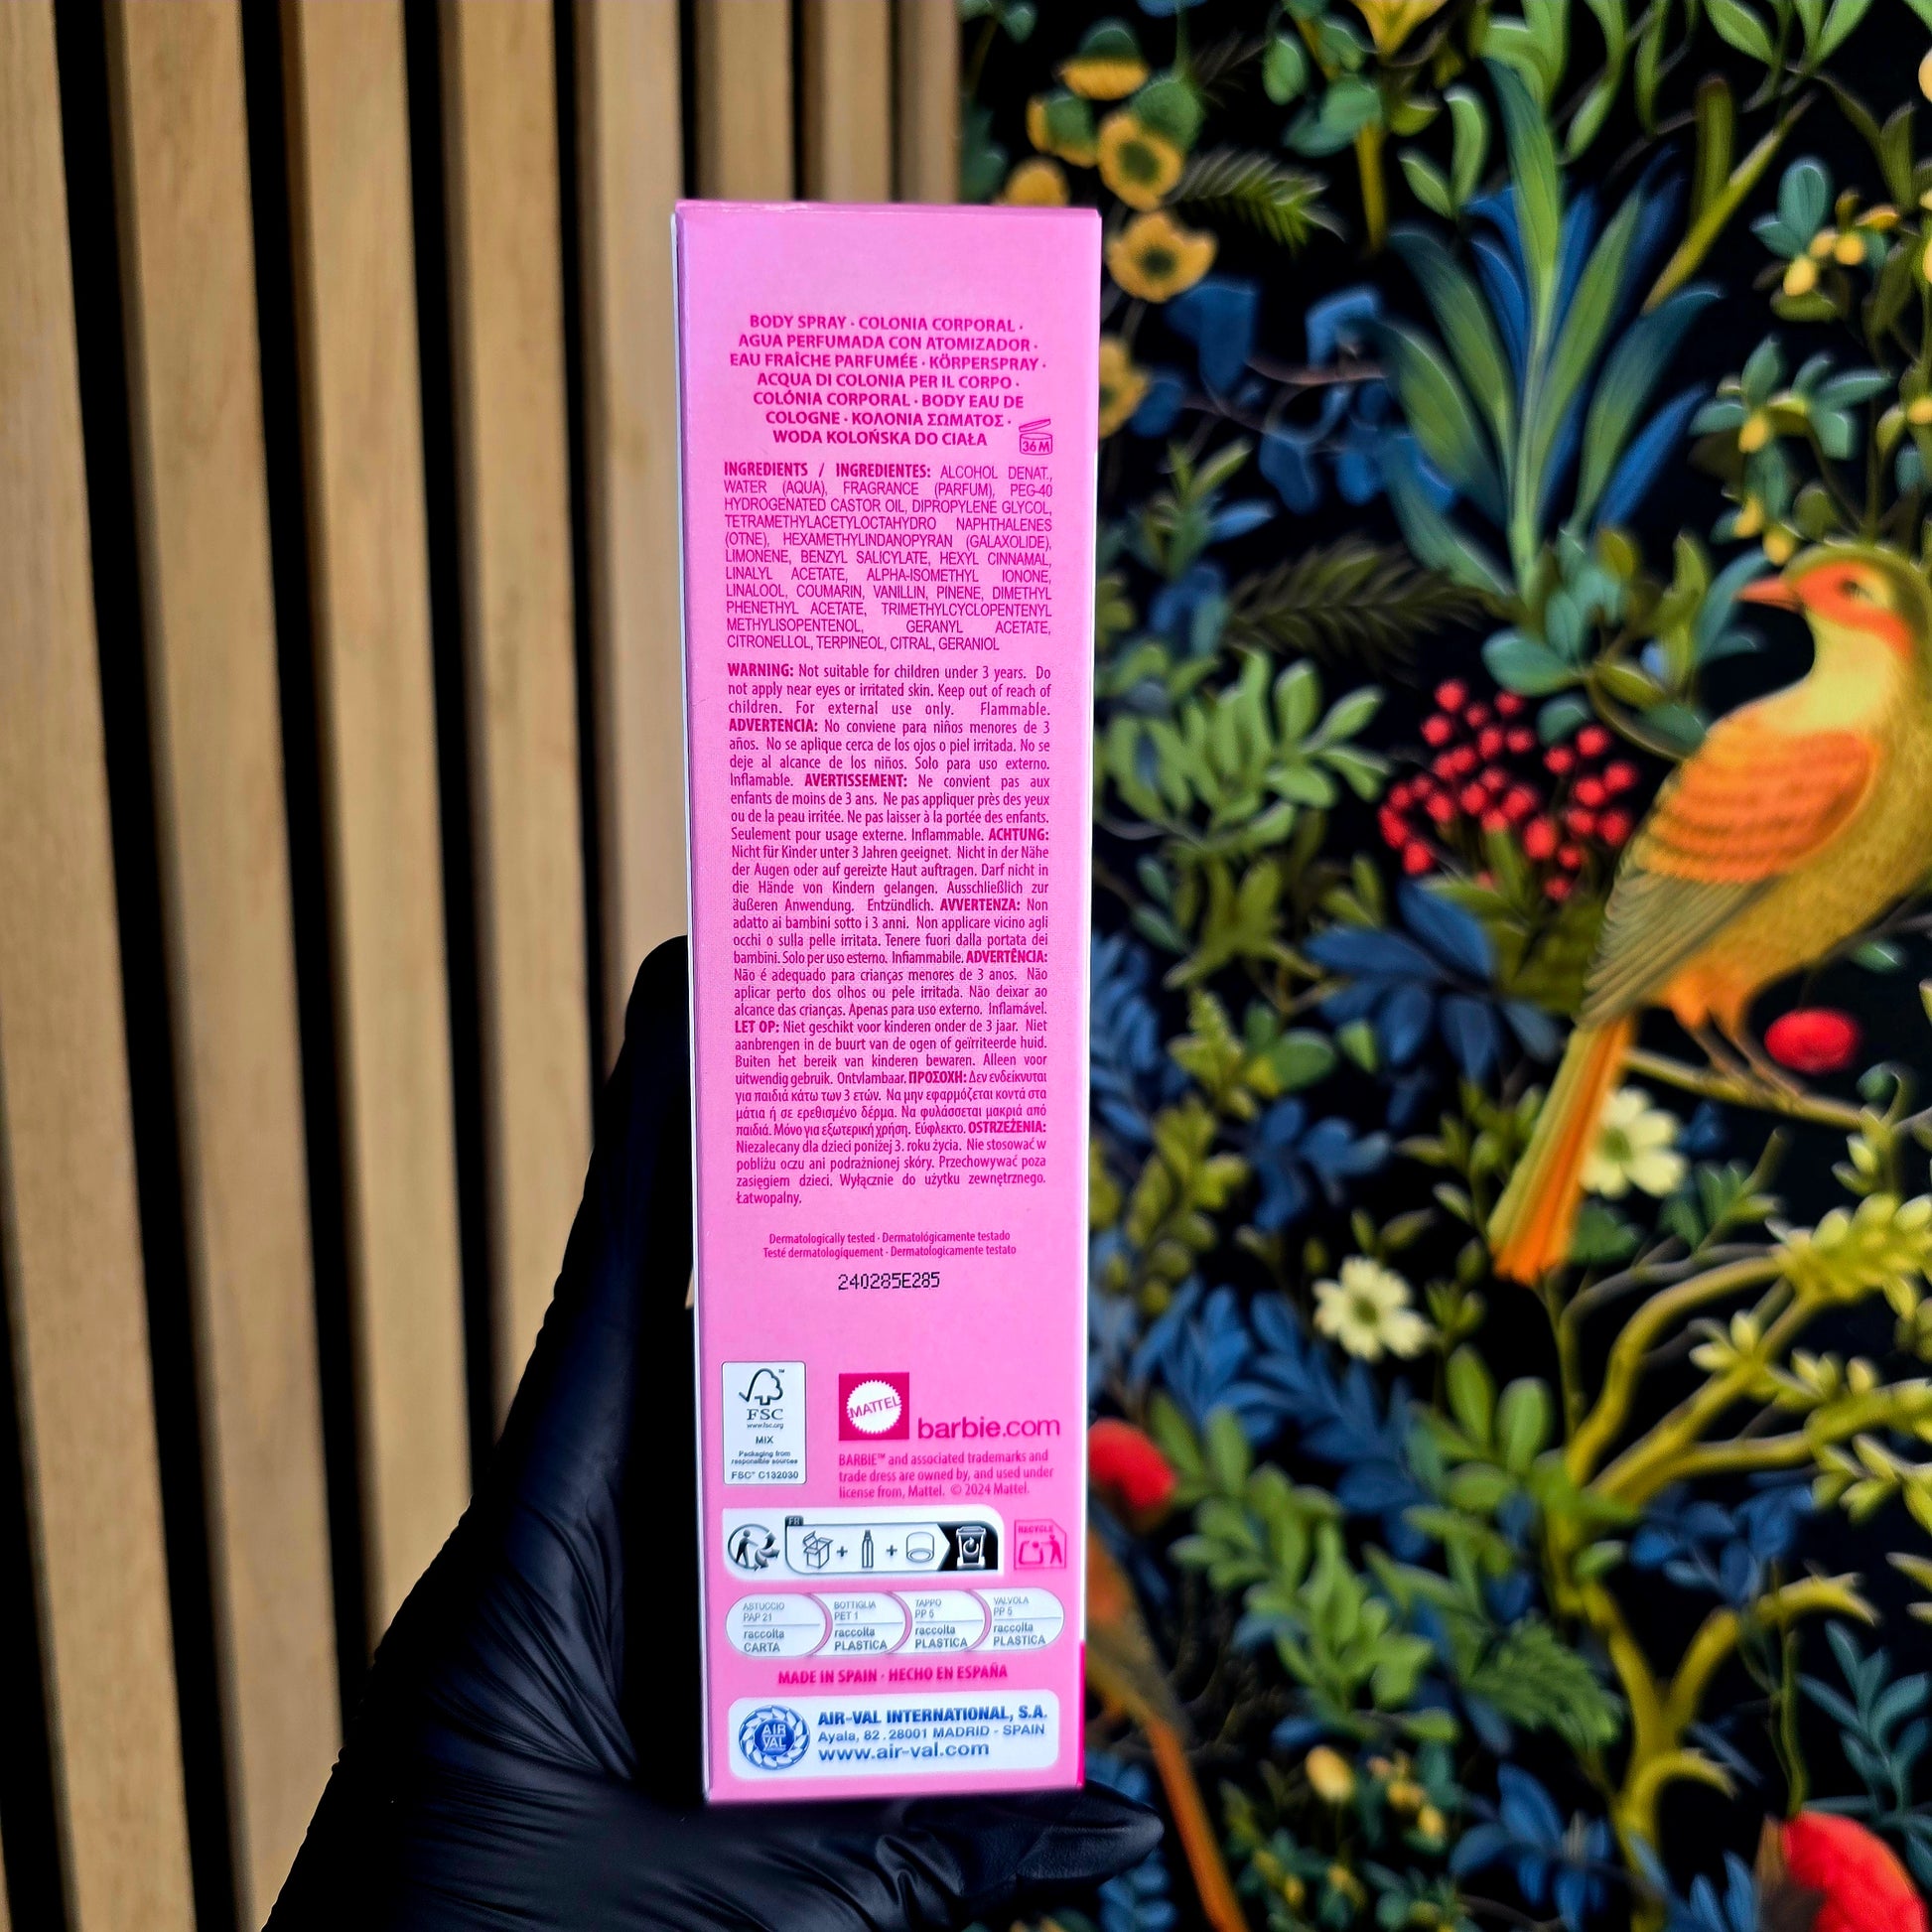 BODY SPRAY · COLONIA CORPORAL ·
AGUA PERFUMADA CON ATOMIZADOR ·
EAU FRAÎCHE PARFUMÉE · KÖRPERSPRAY ·
ACQUA DI COLONIA PER IL CORPO ·
COLÓNIA CORPORAL · BODY EAU DE
COLOGNE · ΚΟΛΟΝΙΑ ΣΩΜΑΤΟΣ ·
WODA KOLOŃSKA DO CIAŁA
36 M
INGREDIENTS / INGREDIENTES: ALCOHOL DENAT.,
WATER (AQUA), FRAGRANCE (PARFUM), PEG-40
HYDROGENATED CASTOR OIL, DIPROPYLENE GLYCOL,
TETRAMETHYLACETYLOCTAHYDRO NAPHTHALENES
(OTNE), HEXAMETHYLINDANOPYRAN (GALAXOLIDE),
LIMONENE, BENZYL SALICYLATE, HEXYL CINNAMAL,
LINALYL ACETATE, ALPHA-ISOMETHYL IONONE,
LINALOOL, COUMARIN, VANILLIN, PINENE, DIMETHYL
PHENETHYL ACETATE, TRIMETHYLCYCLOPENTENYL
METHYLISOPENTENOL, GERANYL ACETATE,
CITRONELLOL, TERPINEOL, CITRAL, GERANIOL
WARNING: Not suitable for children under 3 years. Do
not apply near eyes or irritated skin. Keep out of reach of
children. For external use only. Flammable.
ADVERTENCIA: No conviene para niños menores de 3
años. No se aplique cerca de los ojos o piel irritada. No se
deje al alcance de los niños. Solo para uso externo.
Inflamable. AVERTISSEMENT: Ne convient pas aux
enfants de moins de 3 ans. Ne pas appliquer près des yeux
ou de la peau irritée. Ne pas laisser à la portée des enfants.
Seulement pour usage externe. Inflammable. ACHTUNG:
Nicht für Kinder unter 3 Jahren geeignet. Nicht in der Nähe
der Augen oder auf gereizte Haut auftragen. Darf nicht in
die Hände von Kindern gelangen. Ausschließlich zur
äußeren Anwendung. Entzündlich. AVVERTENZA: Non
adatto ai bambini sotto i 3 anni. Non applicare vicino agli
occhi o sulla pelle irritata. Tenere fuori dalla portata dei
bambini. Solo per uso esterno. Infiammabile. ADVERTÊNCIA:
Não é adequado para crianças menores de 3 anos. Não
aplicar perto dos olhos ou pele irritada. Não deixar ao
alcance das crianças. Apenas para uso externo. Inflamável.
LET OP: Niet geschikt voor kinderen onder de 3 jaar. Niet
aanbrengen in de buurt van de ogen of geïrriteerde huid.
Buiten het bereik van kinderen bewaren. Alleen voor
uitwendig gebruik. Ontvlambaar. ΠΡΟΣΟΧΗ: Δεν ενδείκνυται
για παιδιά κάτω των 3 ετών. Να μην εφαρμόζεται κοντά στα
μάτια ή σε ερεθισμένο δέρμα. Να φυλάσσεται μακριά από
παιδιά. Μόνο για εξωτερική χρήση. Εύφλεκτο. OSTRZEŻENIA:
Niezalecany dla dzieci poniżej 3. roku życia. Nie stosować w
pobliżu oczu ani podrażnionej skóry. Przechowywać poza
zasięgiem dzieci. Wyłącznie do użytku zewnętrznego.
Łatwopalny.
Dermatologically tested · Dermatológicamente testado
Testé dermatologiquement · Dermatologicamente testato
240285E285
FSC
www.fsc.org
MIX
Packaging from
responsible sources
FSC™ C132030
MATTEL
barbie.com
BARBIE™ and associated trademarks and
trade dress are owned by, and used under
license from, Mattel. © 2024 Mattel.
FR
RECYCLE
ASTUCCIO
PAP 21
raccolta
CARTA
BOTTIGLIA
PET 1
raccolta
PLASTICA
TAPPO
PP 5
raccolta
PLASTICA
VALVOLA
PP 5
raccolta
PLASTICA
MADE IN SPAIN · HECHO EN ESPAÑA
AIR VAL
AIR-VAL INTERNATIONAL, S.A.
Ayala, 82 . 28001 MADRID - SPAIN
www.air-val.com